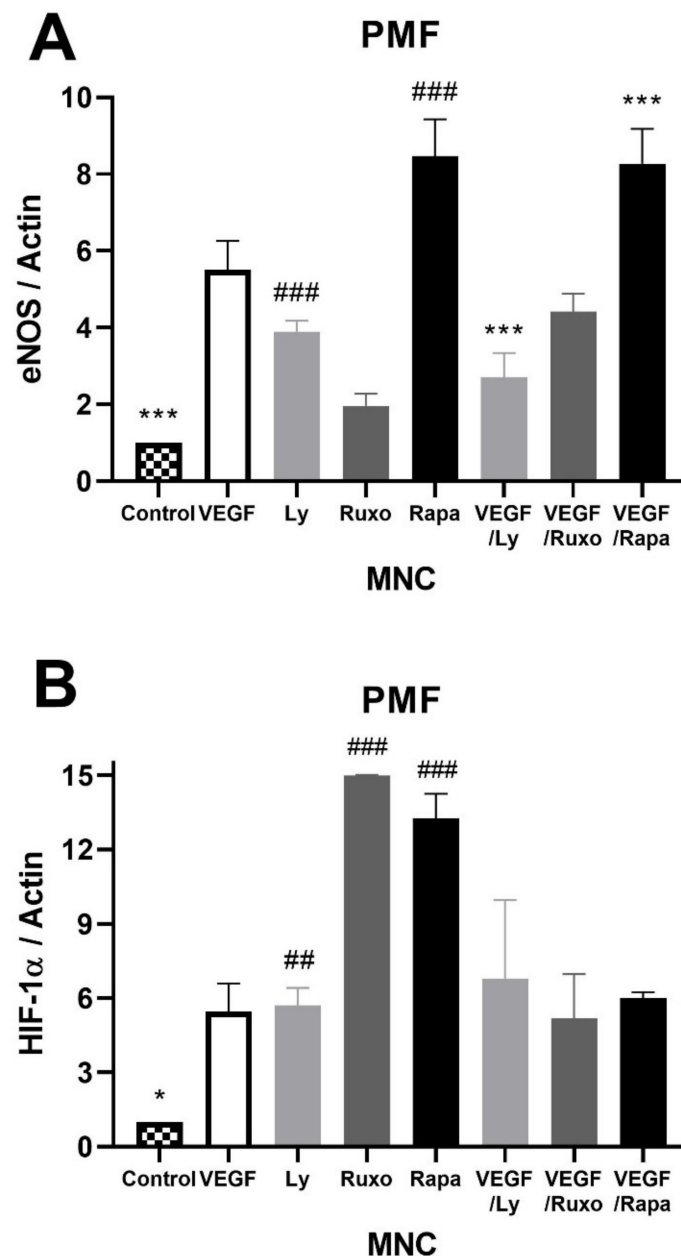 A
PMF
eNOS / Actin
10
8
6
4
2
0
***
###
###
***
***
Control VEGF Ly Ruxo Rapa VEGF /Ly VEGF /Ruxo VEGF /Rapa
MNC
B
PMF
HIF-1α / Actin
15
12
9
6
3
0
*
##
###
###
Control VEGF Ly Ruxo Rapa VEGF /Ly VEGF /Ruxo VEGF /Rapa
MNC